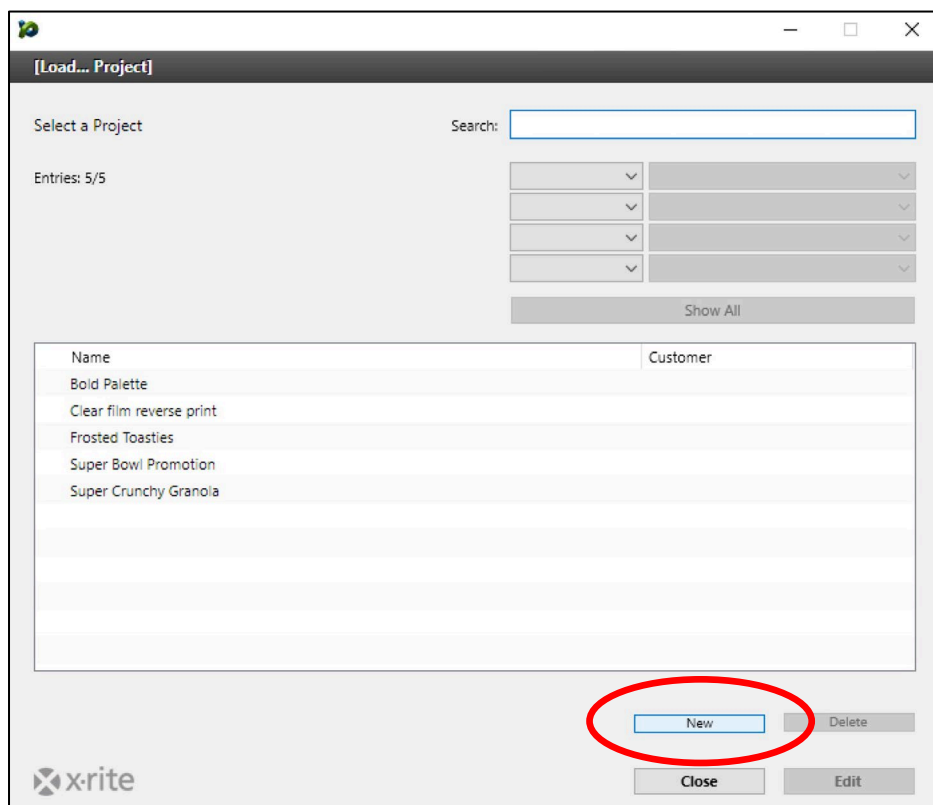 [Load... Project]
Select a Project Search:
Entries: 5/5
Show All
Name Customer
Bold Palette
Clear film reverse print
Frosted Toasties
Super Bowl Promotion
Super Crunchy Granola
New Delete
x·rite Close Edit